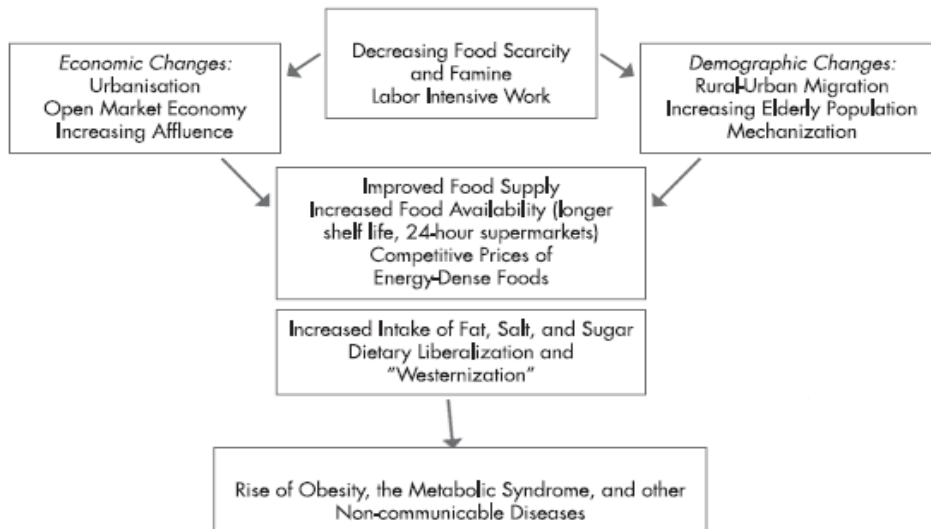 Decreasing Food Scarcity
and Famine
Labor Intensive Work
Economic Changes:
Urbanisation
Open Market Economy
Increasing Affluence
Demographic Changes:
Rural-Urban Migration
Increasing Elderly Population
Mechanization
Improved Food Supply
Increased Food Availability (longer
shelf life, 24-hour supermarkets)
Competitive Prices of
Energy-Dense Foods
Increased Intake of Fat, Salt, and Sugar
Dietary Liberalization and
"Westernization"
Rise of Obesity, the Metabolic Syndrome, and other
Non-communicable Diseases